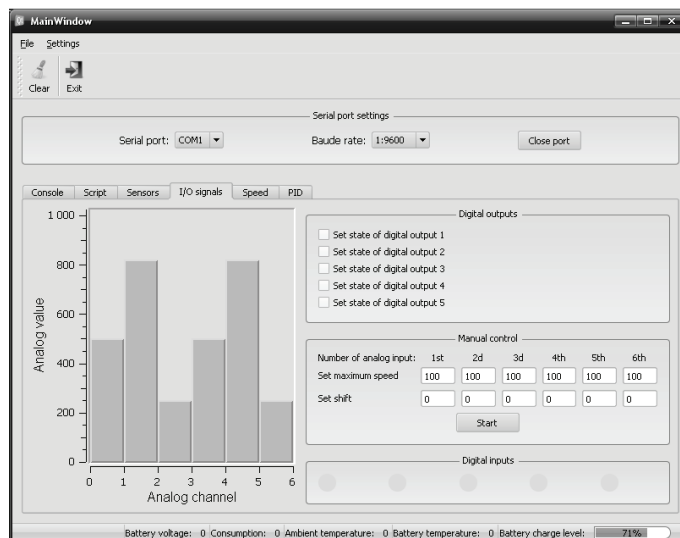 MainWindow
File Settings
Clear Exit
Serial port settings
Serial port: COM1 Baude rate: 1:9600 Close port
Console Script Sensors I/O signals Speed PID
1 000
800
600
400
200
0
Analog value
0 1 2 3 4 5 6
Analog channel
Digital outputs
Set state of digital output 1
Set state of digital output 2
Set state of digital output 3
Set state of digital output 4
Set state of digital output 5
Manual control
Number of analog input: 1st 2d 3d 4th 5th 6th
Set maximum speed 100 100 100 100 100 100
Set shift 0 0 0 0 0 0
Start
Digital inputs
Battery voltage: 0 Consumption: 0 Ambient temperature: 0 Battery temperature: 0 Battery charge level: 71%